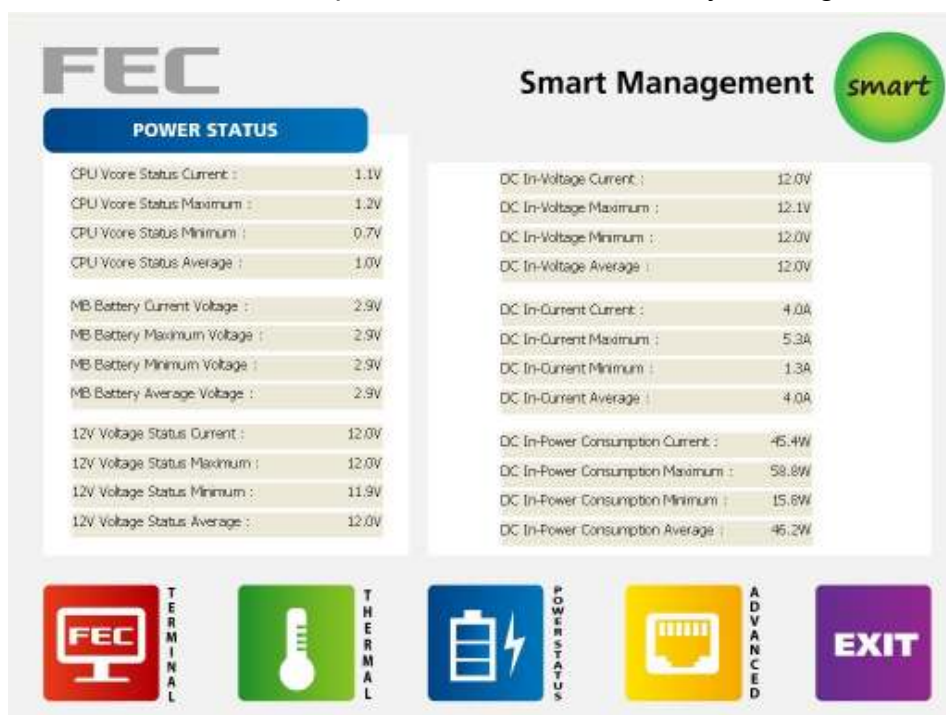 FEC
Smart Management
smart
POWER STATUS
CPU Vcore Status Current : 1.1V
CPU Vcore Status Maximum : 1.2V
CPU Vcore Status Minimum : 0.7V
CPU Vcore Status Average : 1.0V
MB Battery Current Voltage : 2.9V
MB Battery Maximum Voltage : 2.9V
MB Battery Minimum Voltage : 2.9V
MB Battery Average Voltage : 2.9V
12V Voltage Status Current : 12.0V
12V Voltage Status Maximum : 12.0V
12V Voltage Status Minimum : 11.9V
12V Voltage Status Average : 12.0V
DC In-Voltage Current : 12.0V
DC In-Voltage Maximum : 12.1V
DC In-Voltage Minimum : 12.0V
DC In-Voltage Average : 12.0V
DC In-Current Current : 4.0A
DC In-Current Maximum : 5.3A
DC In-Current Minimum : 1.3A
DC In-Current Average : 4.0A
DC In-Power Consumption Current : 45.4W
DC In-Power Consumption Maximum : 58.8W
DC In-Power Consumption Minimum : 15.8W
DC In-Power Consumption Average : 46.2W
FEC
TERMINAL
THERMAL
POWER STATUS
ADVANCED
EXIT